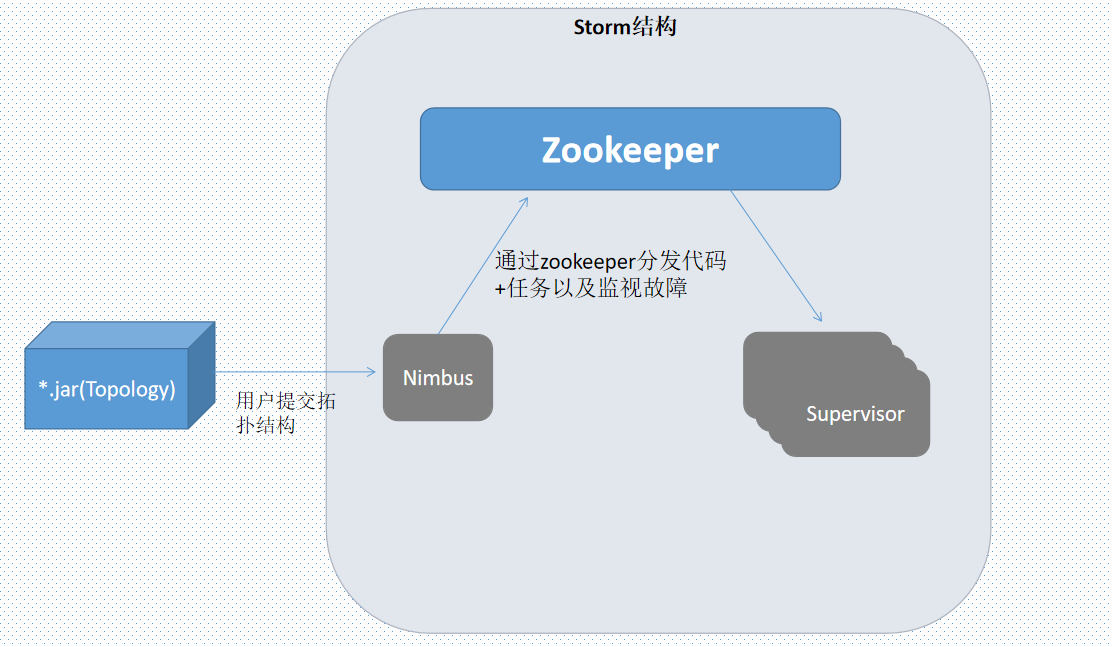 Storm结构
Zookeeper
通过zookeeper分发代码
+任务以及监视故障
*.jar(Topology)
用户提交拓
扑结构
Nimbus
Supervisor